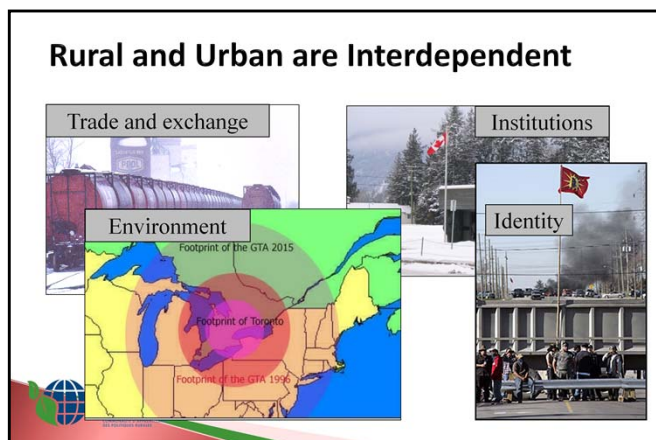 Rural and Urban are Interdependent
Trade and exchange
Institutions
POOL
Environment
Identity
Footprint of the GTA 2015
Footprint of Toronto
Footprint of the GTA 1996